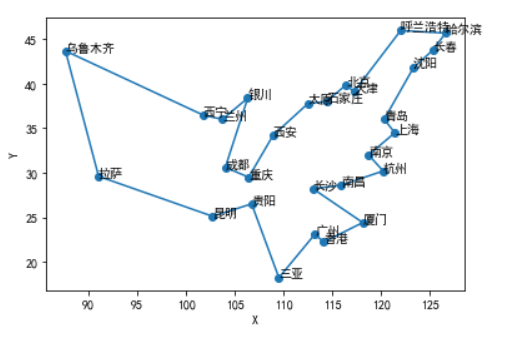 45
40
35
30
25
20
Y
90
95
100
105
110
115
120
125
X
乌鲁木齐
呼兰浩特
哈尔滨
长春
沈阳
北京
天津
石家庄
太原
银川
西宁
兰州
青岛
上海
西安
南京
成都
重庆
杭州
拉萨
长沙
南昌
贵阳
昆明
厦门
广州
香港
三亚